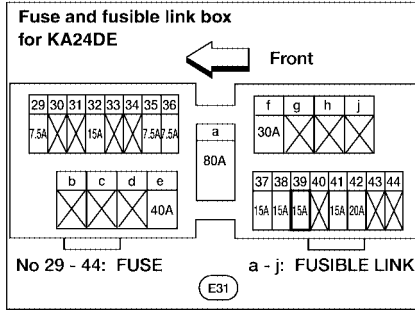 Fuse and fusible link box
for KA24DE
Front
29 30 31 32 33 34 35 36
7.5A 15A 7.5A 7.5A
a
80A
f g h j
30A
b c d e
40A
37 38 39 40 41 42 43 44
15A 15A 15A 15A 20A
No 29 - 44: FUSE
a - j: FUSIBLE LINK
E31